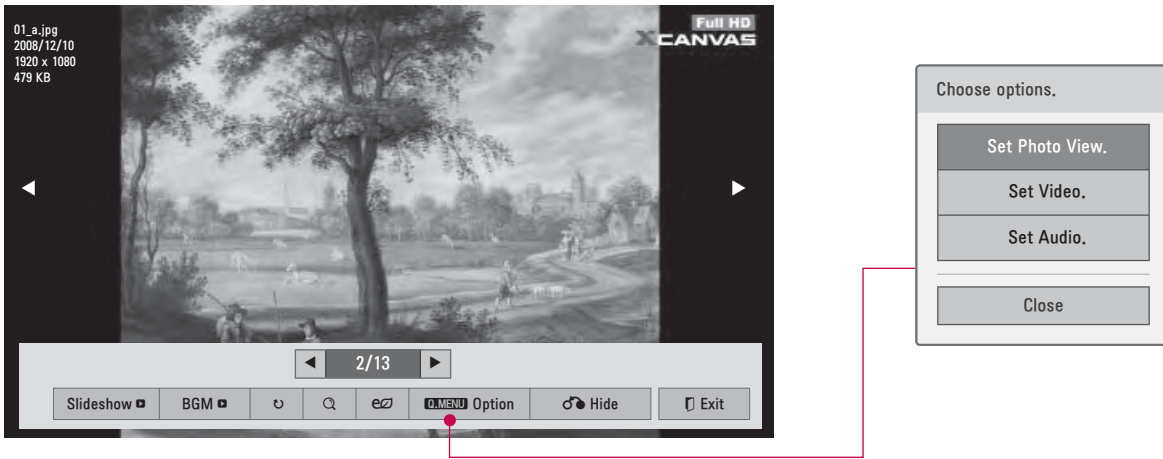 01_a.jpg
2008/12/10
1920 x 1080
479 KB
Full HD
XCANVAS
2/13
Slideshow
BGM
Q.MENU Option
Hide
Exit
Choose options.
Set Photo View.
Set Video.
Set Audio.
Close